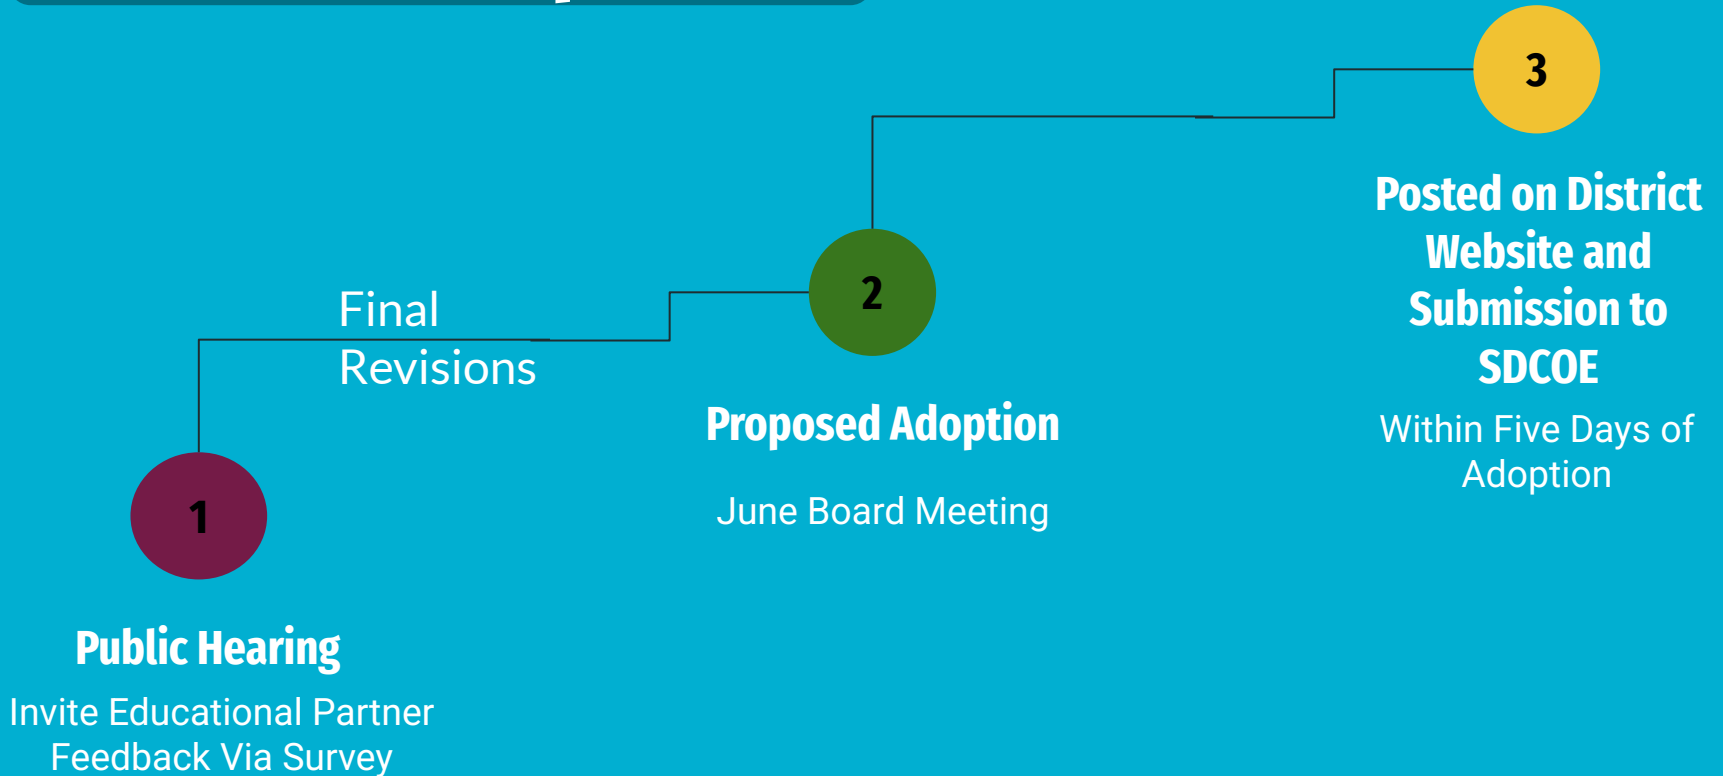 1
Public Hearing
Invite Educational Partner
Feedback Via Survey
Final
Revisions
2
Proposed Adoption
June Board Meeting
3
Posted on District
Website and
Submission to
SDCOE
Within Five Days of
Adoption